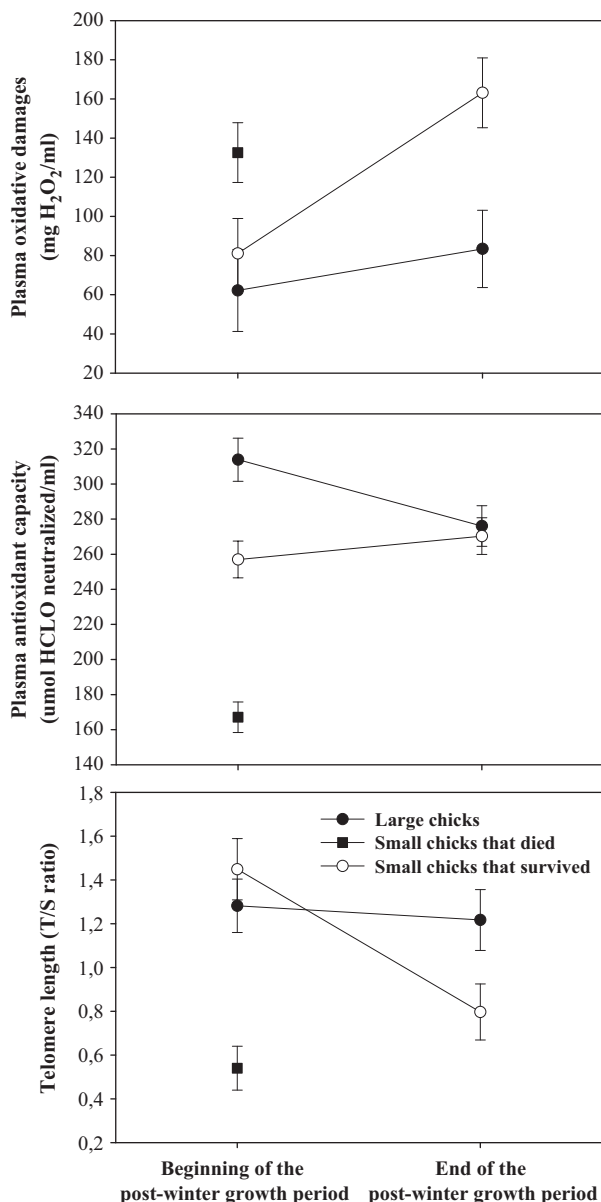 Plasma oxidative damages
(mg H₂O₂/ml)
200
180
160
140
120
100
80
60
40
20
Plasma antioxidant capacity
(umol HCLO neutralized/ml)
340
320
300
280
260
240
220
200
180
160
140
Telomere length (T/S ratio)
1,8
1,6
1,4
1,2
1,0
0,8
0,6
0,4
0,2
Large chicks
Small chicks that died
Small chicks that survived
Beginning of the
post-winter growth period
End of the
post-winter growth period